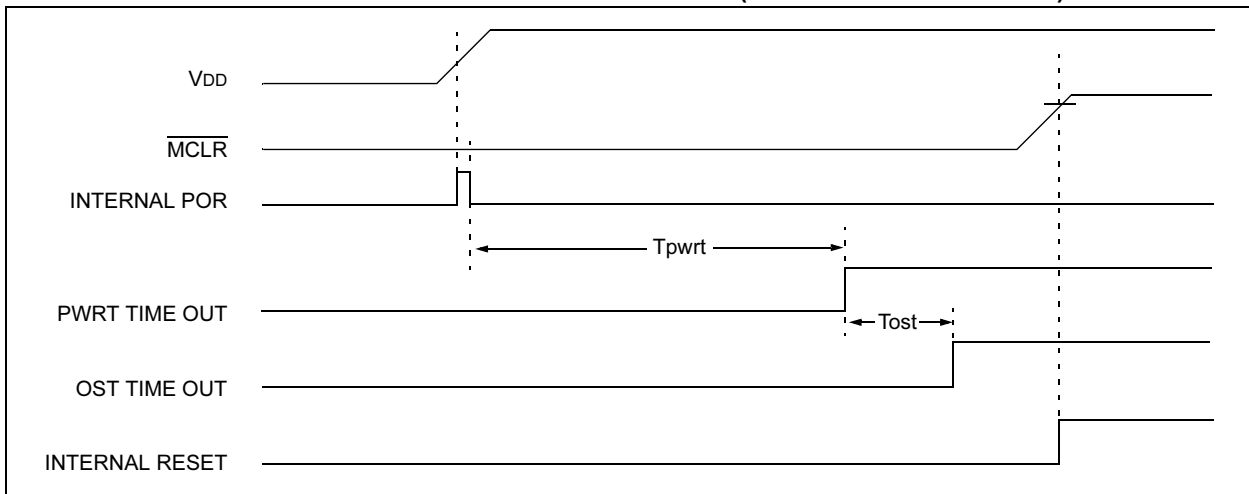 VDD
MCLR
INTERNAL POR
Tpwrt
PWRT TIME OUT
Tost
OST TIME OUT
INTERNAL RESET